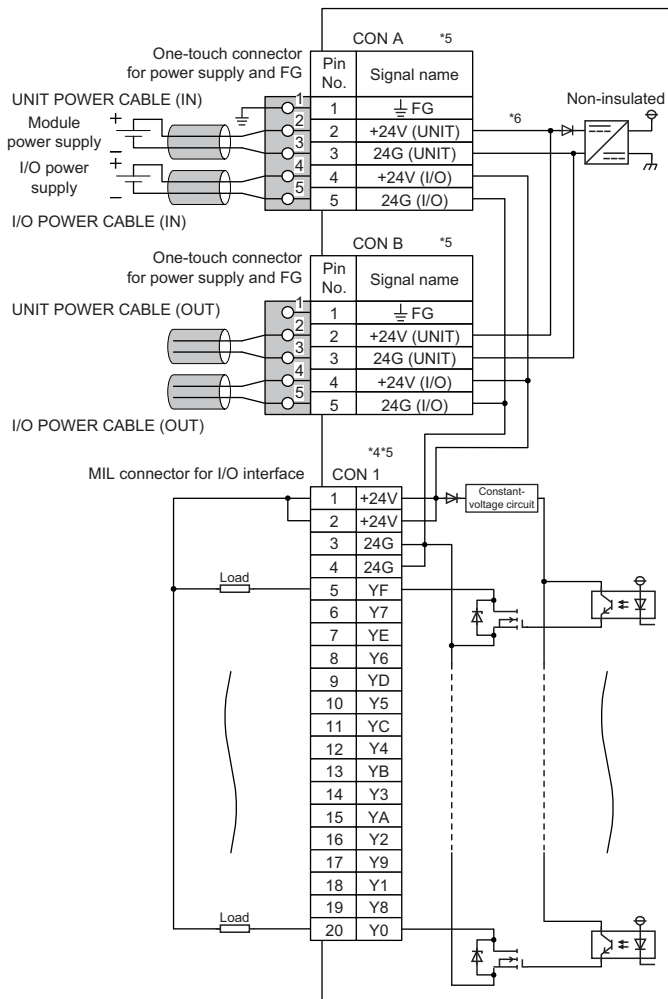 CON A *5
One-touch connector
for power supply and FG
Pin No. Signal name
UNIT POWER CABLE (IN)
Module
power supply
I/O power
supply
I/O POWER CABLE (IN)
+
−
+
−
1
2
3
4
5
1 FG
2 +24V (UNIT)
3 24G (UNIT)
4 +24V (I/O)
5 24G (I/O)
*6
Non-insulated
CON B *5
One-touch connector
for power supply and FG
Pin No. Signal name
UNIT POWER CABLE (OUT)
I/O POWER CABLE (OUT)
1
2
3
4
5
1 FG
2 +24V (UNIT)
3 24G (UNIT)
4 +24V (I/O)
5 24G (I/O)
*4*5
MIL connector for I/O interface CON 1
1 +24V
2 +24V
3 24G
4 24G
5 YF
6 Y7
7 YE
8 Y6
9 YD
10 Y5
11 YC
12 Y4
13 YB
14 Y3
15 YA
16 Y2
17 Y9
18 Y1
19 Y8
20 Y0
Constant-
voltage circuit
Load
Load